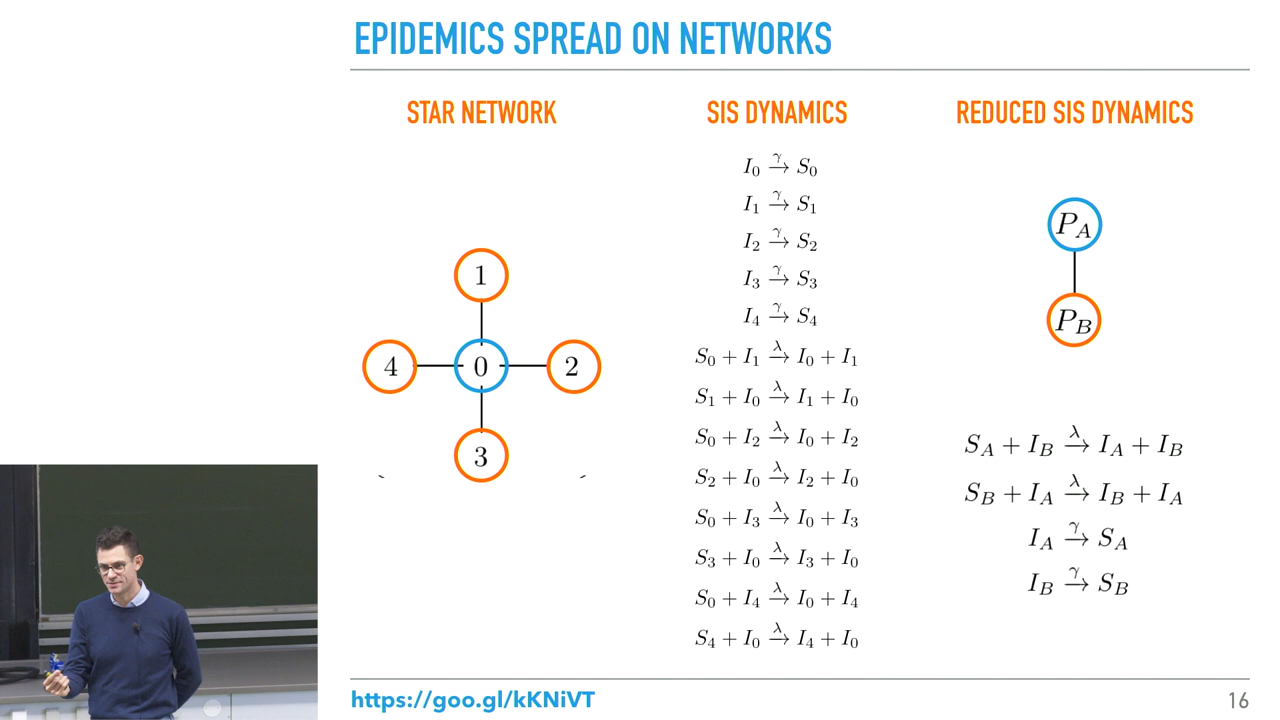 EPIDEMICS SPREAD ON NETWORKS
STAR NETWORK
1
4 0 2
3
SIS DYNAMICS
I₀ →^γ S₀
I₁ →^γ S₁
I₂ →^γ S₂
I₃ →^γ S₃
I₄ →^γ S₄
S₀ + I₁ →^λ I₀ + I₁
S₁ + I₀ →^λ I₁ + I₀
S₀ + I₂ →^λ I₀ + I₂
S₂ + I₀ →^λ I₂ + I₀
S₀ + I₃ →^λ I₀ + I₃
S₃ + I₀ →^λ I₃ + I₀
S₀ + I₄ →^λ I₀ + I₄
S₄ + I₀ →^λ I₄ + I₀
REDUCED SIS DYNAMICS
P_A
P_B
S_A + I_B →^λ I_A + I_B
S_B + I_A →^λ I_B + I_A
I_A →^γ S_A
I_B →^γ S_B
https://goo.gl/kKNiVT
16